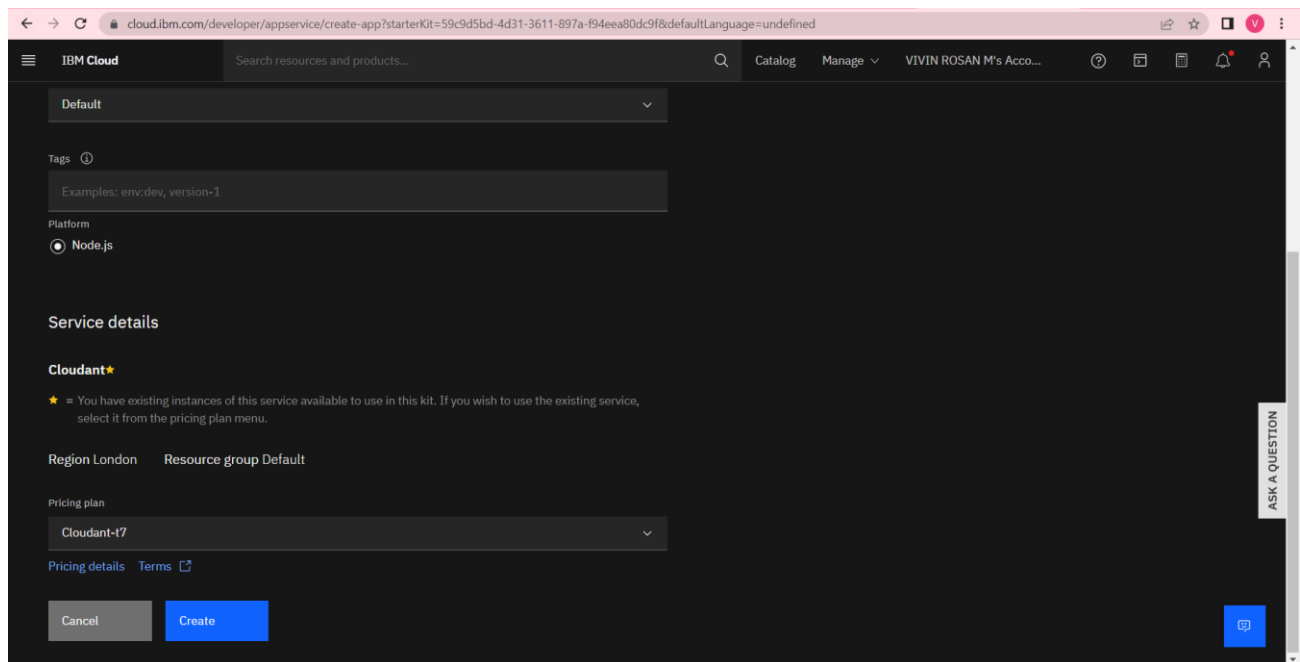 cloud.ibm.com/developer/appservice/create-app?starterKit=59c9d5bd-4d31-3611-897a-f94eea80dc9f&defaultLanguage=undefined
V
IBM Cloud
Search resources and products...
Catalog
Manage
VIVIN ROSAN M's Acco...
Default
Tags
Examples: env:dev, version-1
Platform
Node.js
Service details
Cloudant
= You have existing instances of this service available to use in this kit. If you wish to use the existing service,
select it from the pricing plan menu.
Region London Resource group Default
ASK A QUESTION
Pricing plan
Cloudant-t7
Pricing details Terms
Cancel
Create